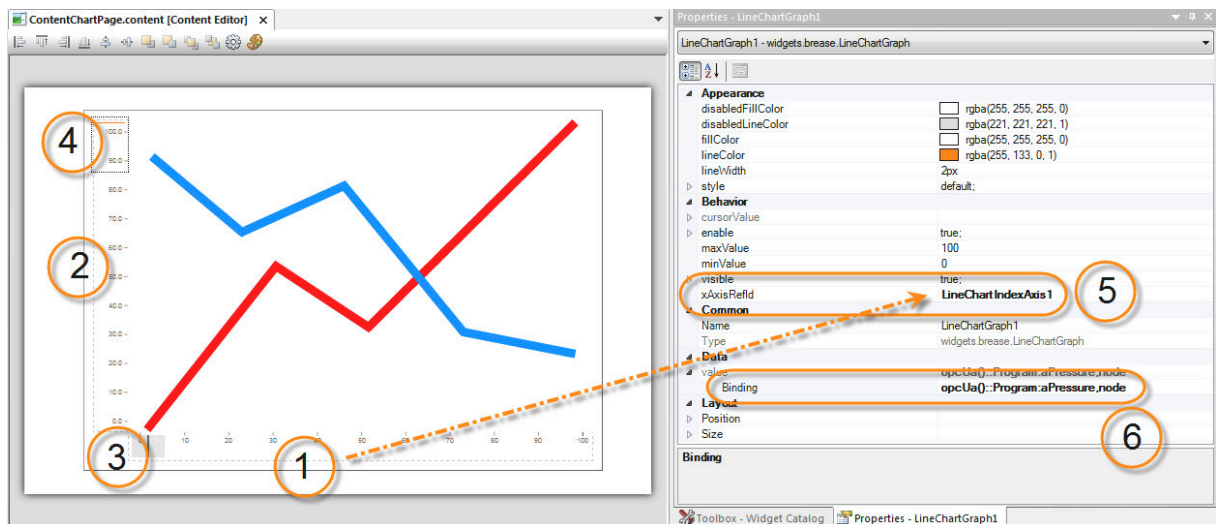 ContentChartPage.content [Content Editor] X
4
100.0
90.0
80.0
70.0
2
60.0
50.0
40.0
30.0
20.0
10.0
0.0
0 10 20 30 40 50 60 70 80 90 100
3
1
Properties - LineChartGraph1
LineChartGraph1 - widgets.brease.LineChartGraph
Appearance
disabledFillColor rgba(255, 255, 255, 0)
disabledLineColor rgba(221, 221, 221, 1)
fillColor rgba(255, 255, 255, 0)
lineColor rgba(255, 133, 0, 1)
lineWidth 2px
style default;
Behavior
cursorValue
enable true;
maxValue 100
minValue 0
visible true;
xAxisRefId LineChartIndexAxis1
5
Common
Name LineChartGraph1
Type widgets.brease.LineChartGraph
Data
value opcUa()::Program:aPressure,node
Binding opcUa()::Program:aPressure,node
Layout
Position
Size
6
Binding
Toolbox - Widget Catalog Properties - LineChartGraph1